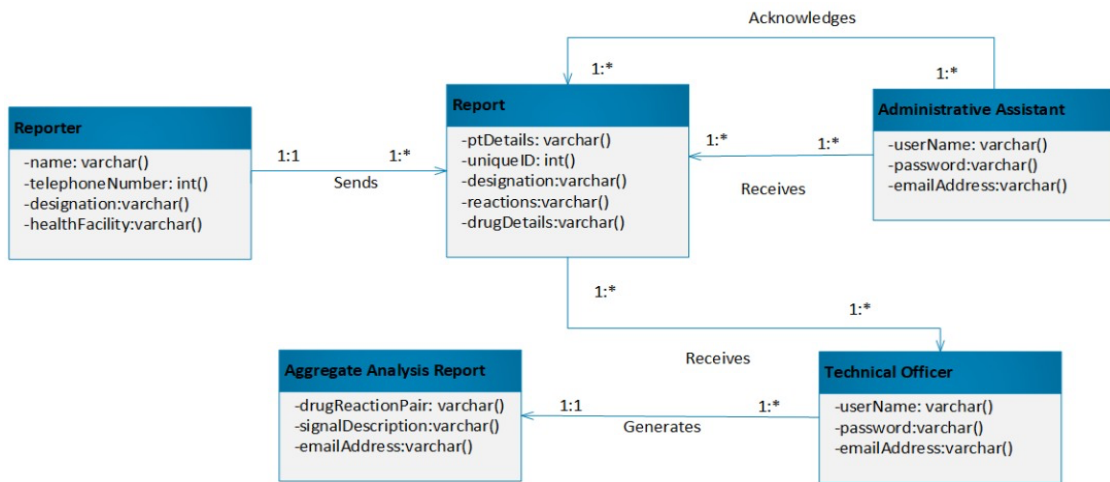 Acknowledges
1:*
1:*
Reporter
-name: varchar()
-telephoneNumber: int()
-designation:varchar()
-healthFacility:varchar()
1:1
1:*
Sends
Report
-ptDetails: varchar()
-uniqueID: int()
-designation:varchar()
-reactions:varchar()
-drugDetails:varchar()
1:*
1:*
Receives
Administrative Assistant
-userName: varchar()
-password:varchar()
-emailAddress:varchar()
1:*
1:*
Receives
Aggregate Analysis Report
-drugReactionPair: varchar()
-signalDescription:varchar()
-emailAddress:varchar()
1:1
1:*
Generates
Technical Officer
-userName: varchar()
-password:varchar()
-emailAddress:varchar()